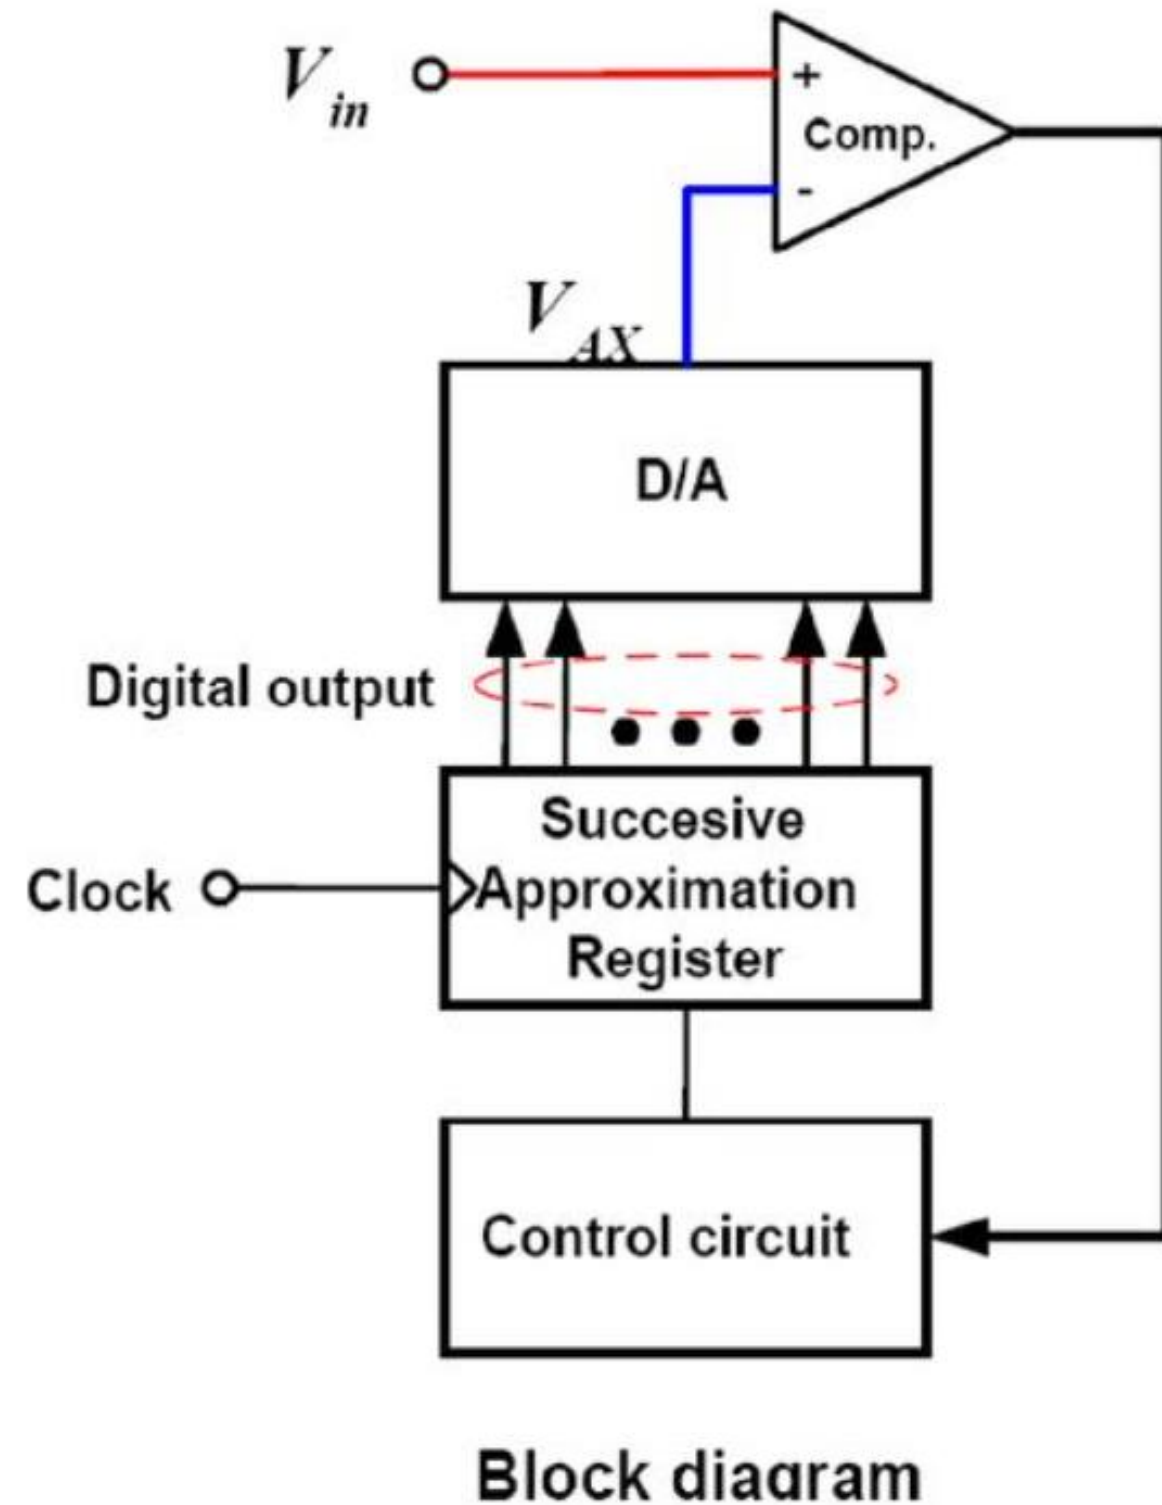 V in
+
Comp.
-
V AX
D/A
Digital output
Succesive
Approximation
Register
Clock
Control circuit
Block diagram